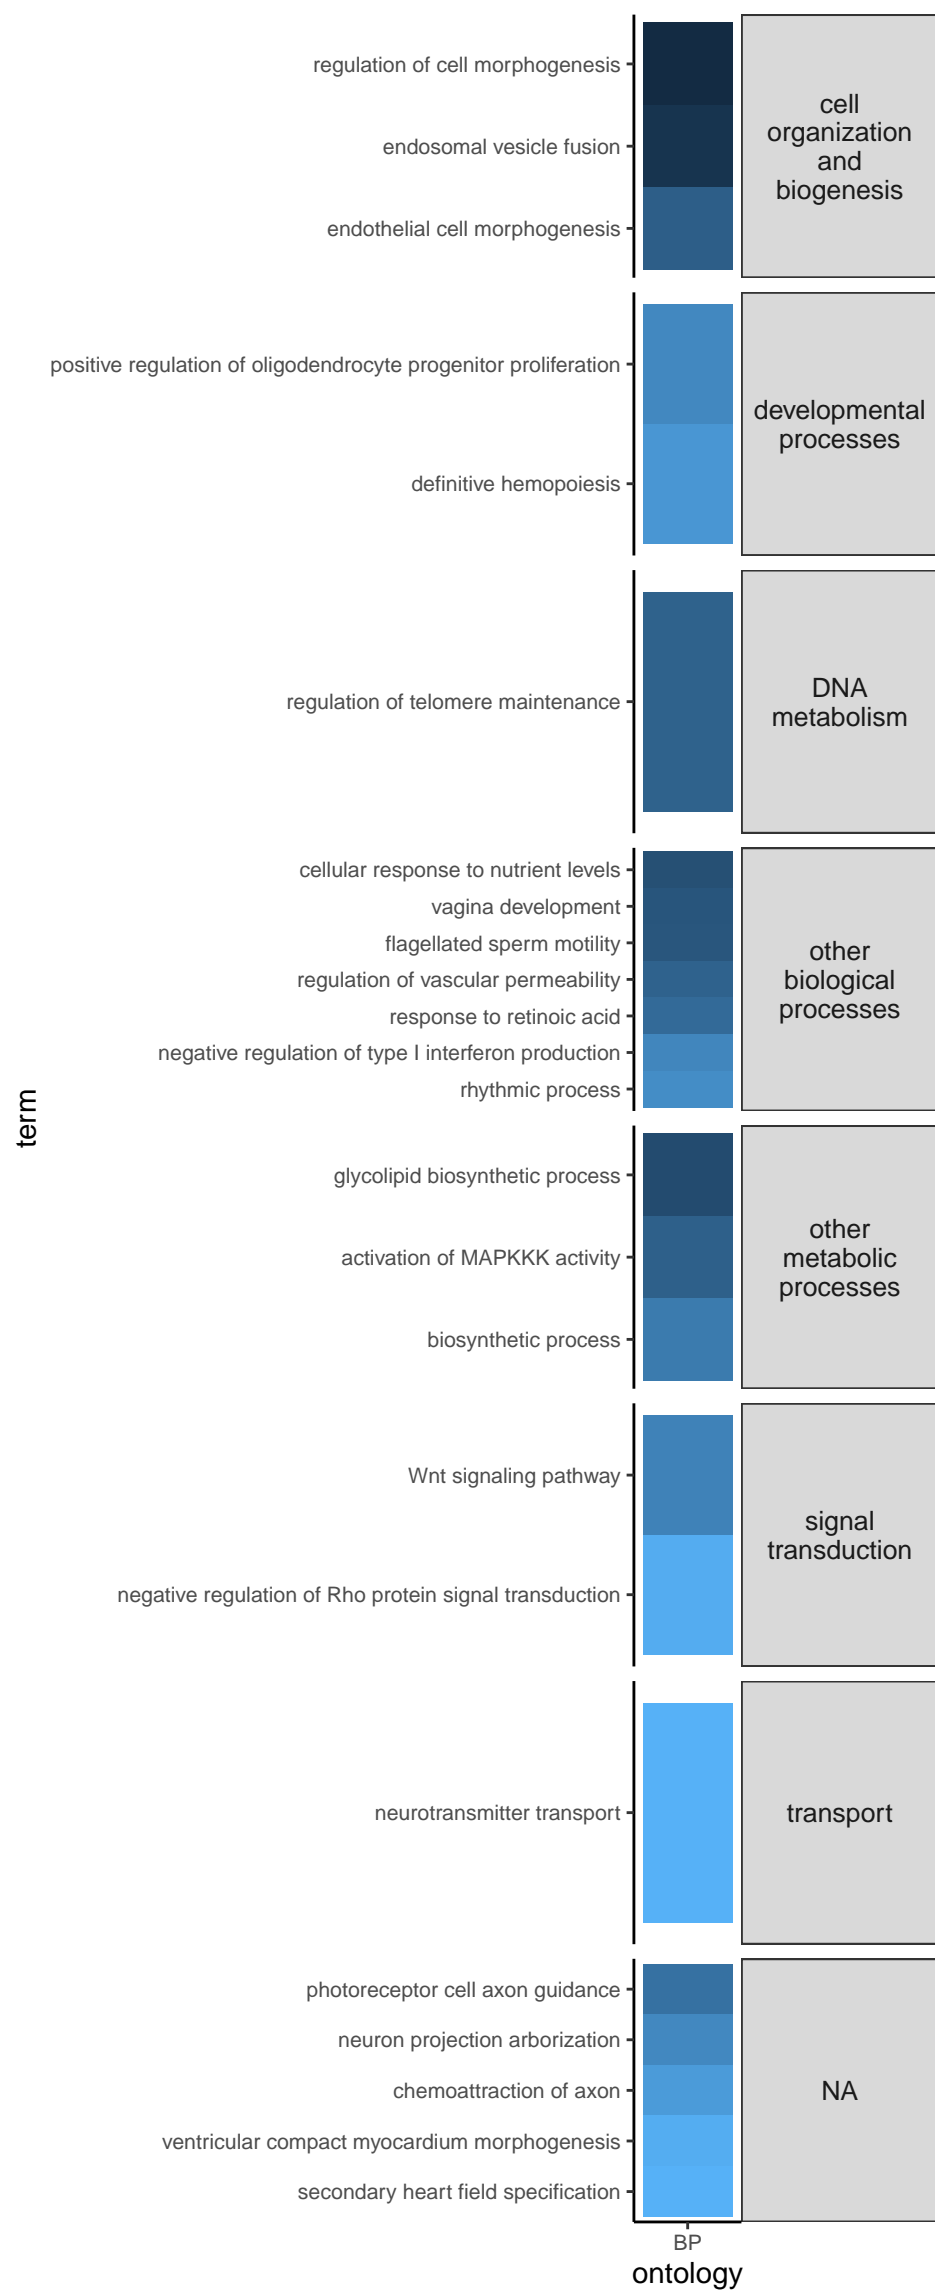 regulation of cell morphogenesis
endosomal vesicle fusion
endothelial cell morphogenesis
cell
organization
and
biogenesis
positive regulation of oligodendrocyte progenitor proliferation
definitive hemopoiesis
developmental
processes
regulation of telomere maintenance
DNA
metabolism
cellular response to nutrient levels
vagina development
flagellated sperm motility
regulation of vascular permeability
response to retinoic acid
negative regulation of type I interferon production
rhythmic process
other
biological
processes
term
glycolipid biosynthetic process
activation of MAPKKK activity
biosynthetic process
other
metabolic
processes
Wnt signaling pathway
negative regulation of Rho protein signal transduction
signal
transduction
neurotransmitter transport
transport
photoreceptor cell axon guidance
neuron projection arborization
chemoattraction of axon
ventricular compact myocardium morphogenesis
secondary heart field specification
NA
BP
ontology